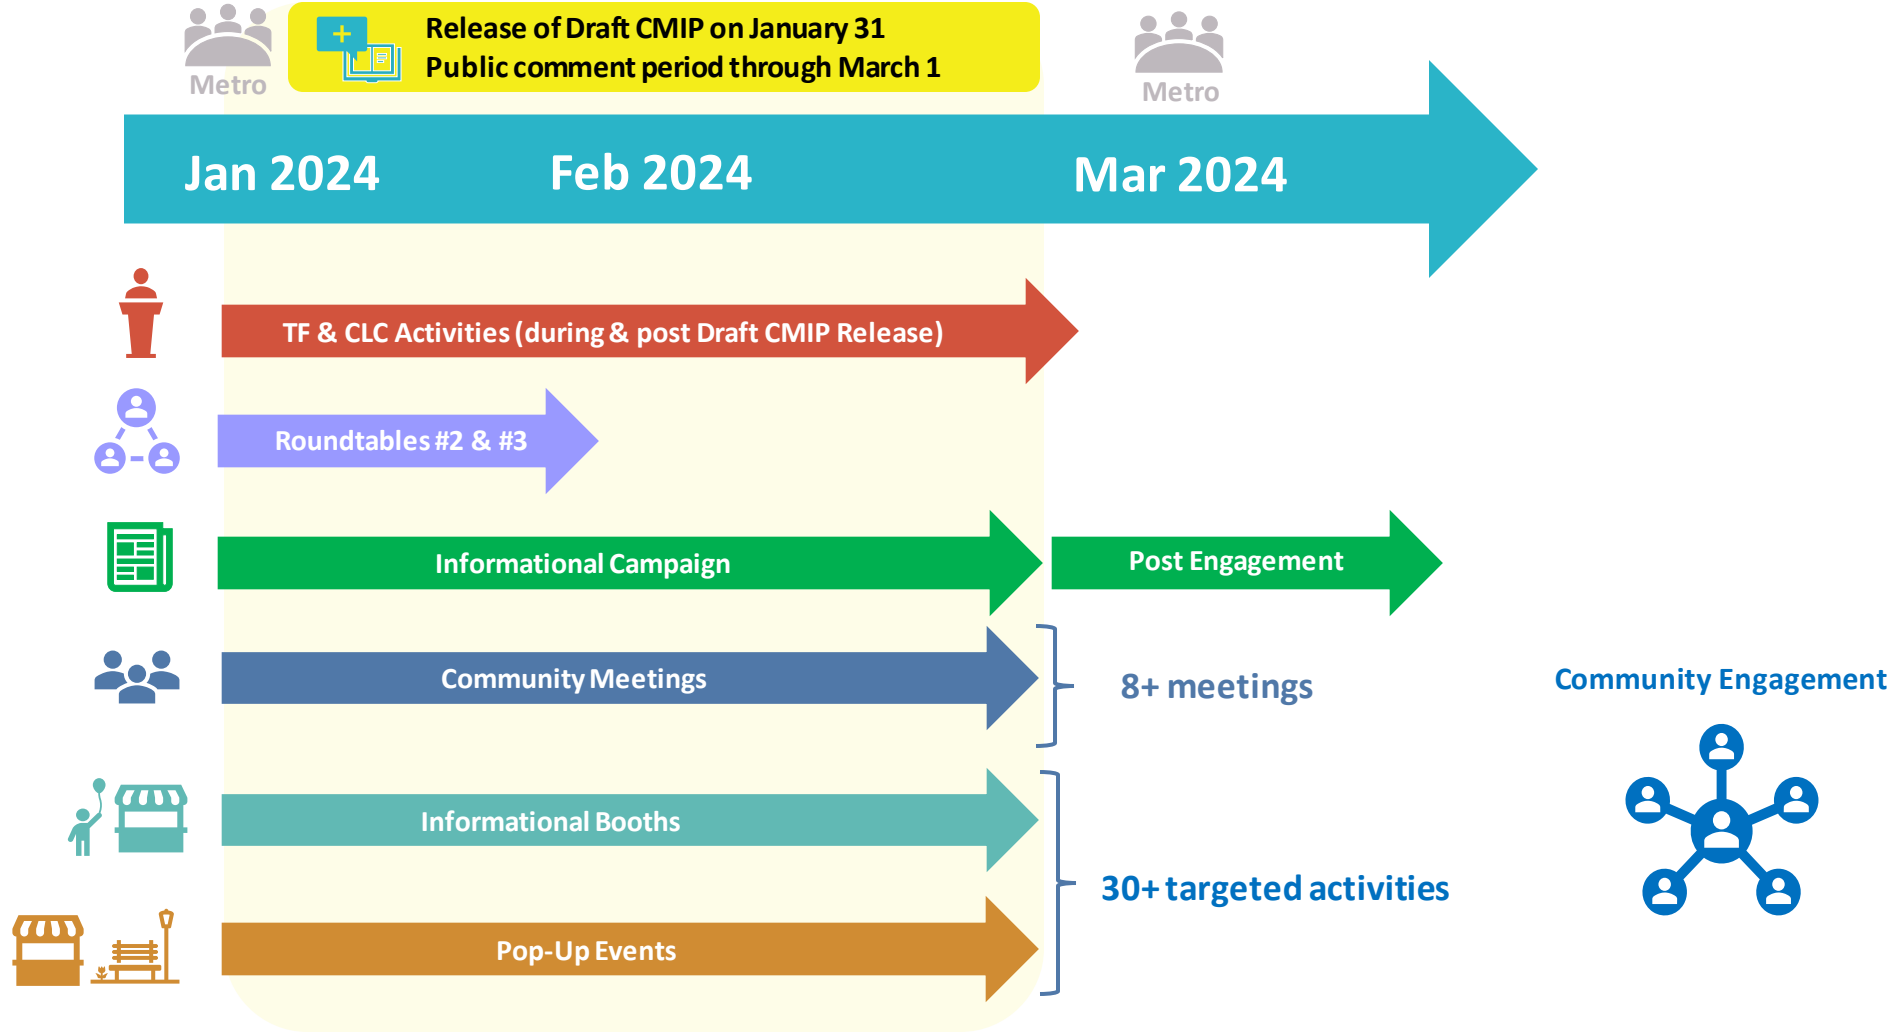 Metro
Release of Draft CMIP on January 31
Public comment period through March 1
Metro
Jan 2024
Feb 2024
Mar 2024
TF & CLC Activities (during & post Draft CMIP Release)
Roundtables #2 & #3
Informational Campaign
Post Engagement
Community Meetings
8+ meetings
Community Engagement
Informational Booths
30+ targeted activities
Pop-Up Events